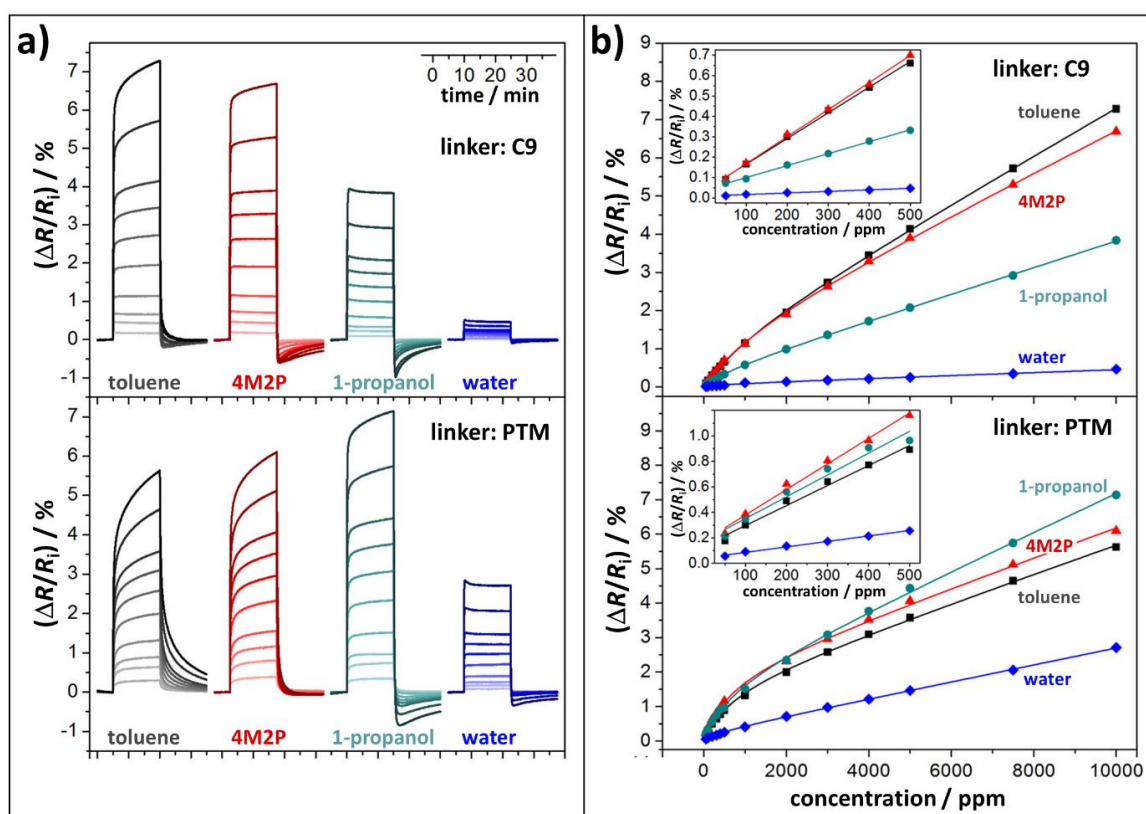 a)
0 10 20 30
time / min
linker: C9
7
6
5
4
3
2
1
0
-1
(ΔR/Ri) / %
toluene 4M2P 1-propanol water
linker: PTM
7
6
5
4
3
2
1
0
-1
(ΔR/Ri) / %
toluene 4M2P 1-propanol water
b)
linker: C9
9
8
7
6
5
4
3
2
1
0
(ΔR/Ri) / %
0.7
0.6
0.5
0.4
0.3
0.2
0.1
0.0
(ΔR/Ri) / %
100 200 300 400 500
concentration / ppm
toluene
4M2P
1-propanol
water
linker: PTM
9
8
7
6
5
4
3
2
1
0
(ΔR/Ri) / %
1.0
0.8
0.6
0.4
0.2
0.0
(ΔR/Ri) / %
100 200 300 400 500
concentration / ppm
1-propanol
4M2P
toluene
water
0 2000 4000 6000 8000 10000
concentration / ppm